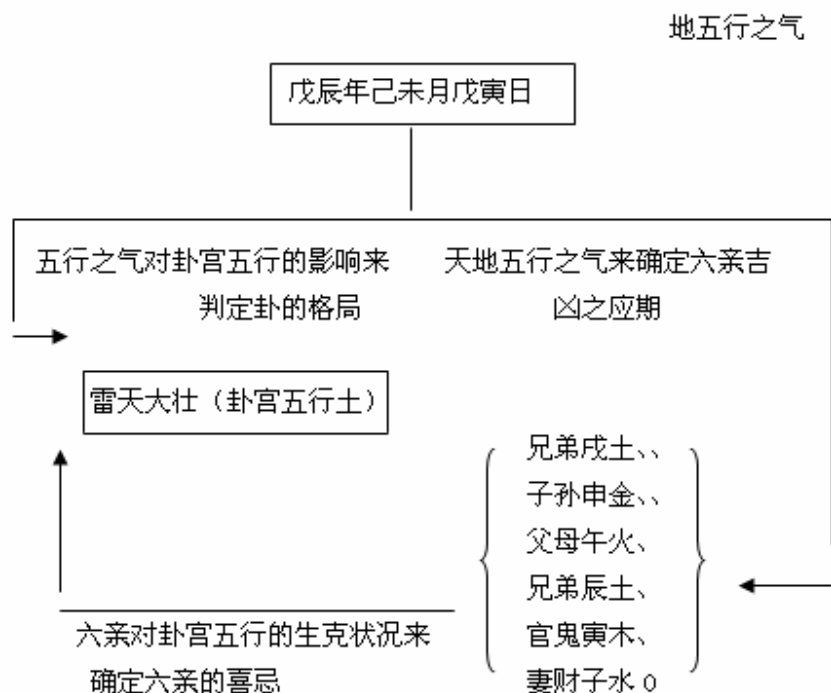 地五行之气
戊辰年己未月戊寅日
五行之气对卦宫五行的影响来
判定卦的格局
天地五行之气来确定六亲吉
凶之应期
雷天大壮（卦宫五行土）
兄弟戌土、、
子孙申金、、
父母午火、
兄弟辰土、
官鬼寅木、
妻财子水 0
六亲对卦宫五行的生克状况来
确定六亲的喜忌